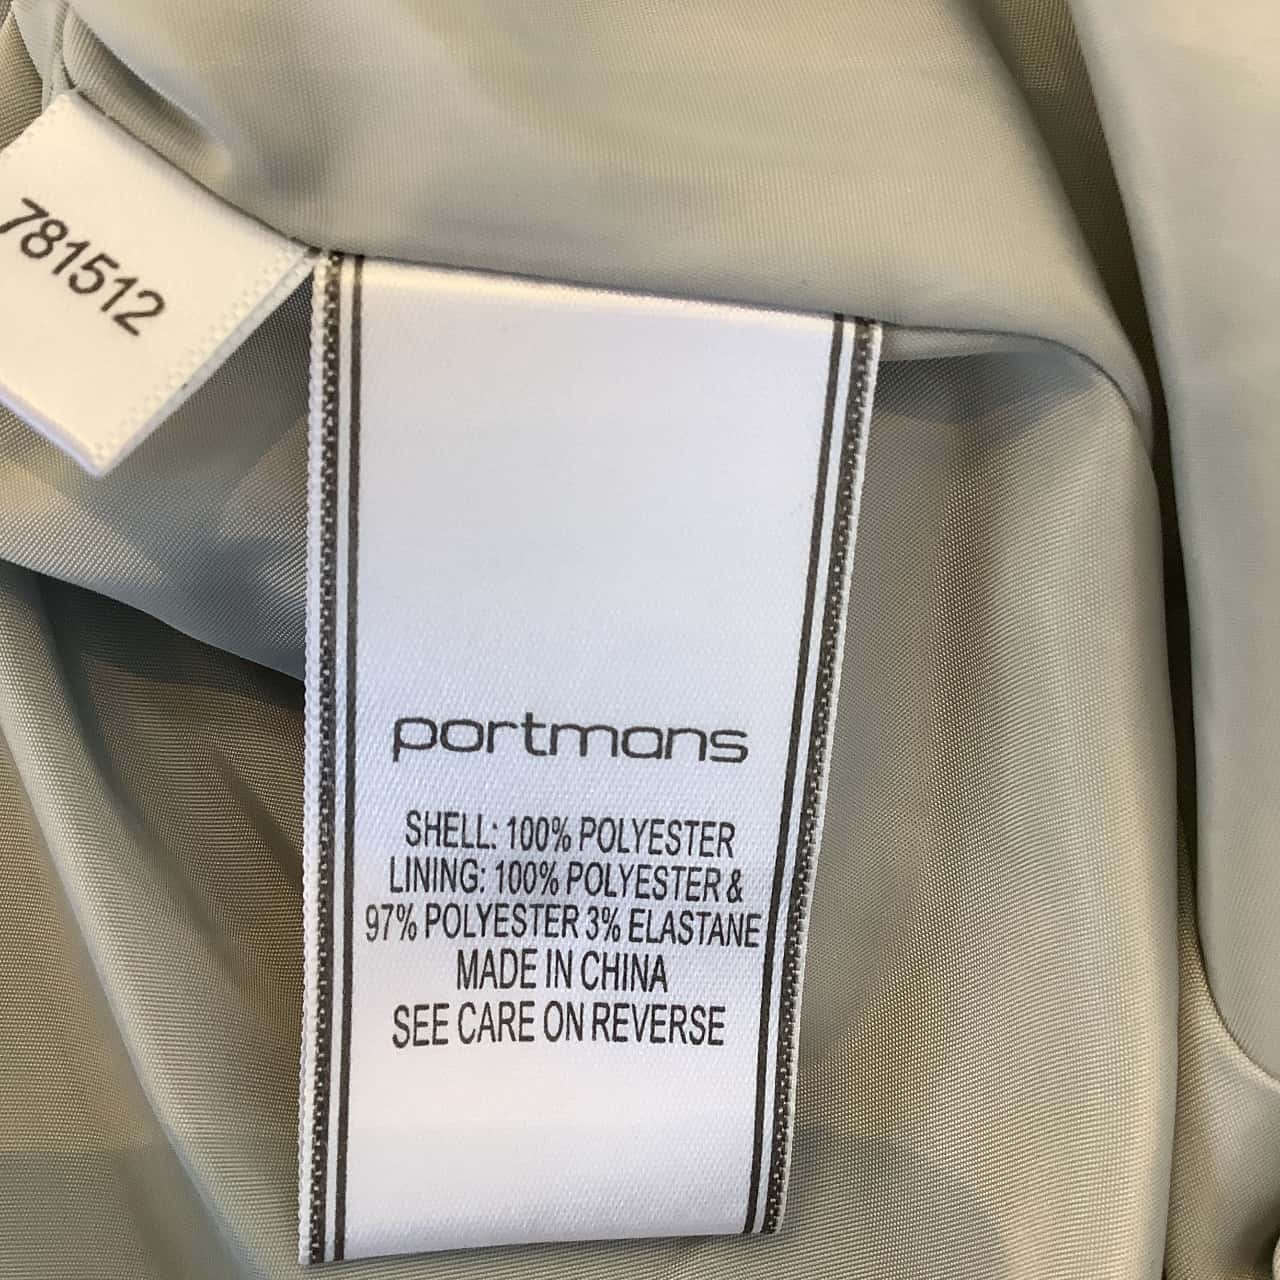 781512
portmans
SHELL: 100% POLYESTER
LINING: 100% POLYESTER &
97% POLYESTER 3% ELASTANE
MADE IN CHINA
SEE CARE ON REVERSE